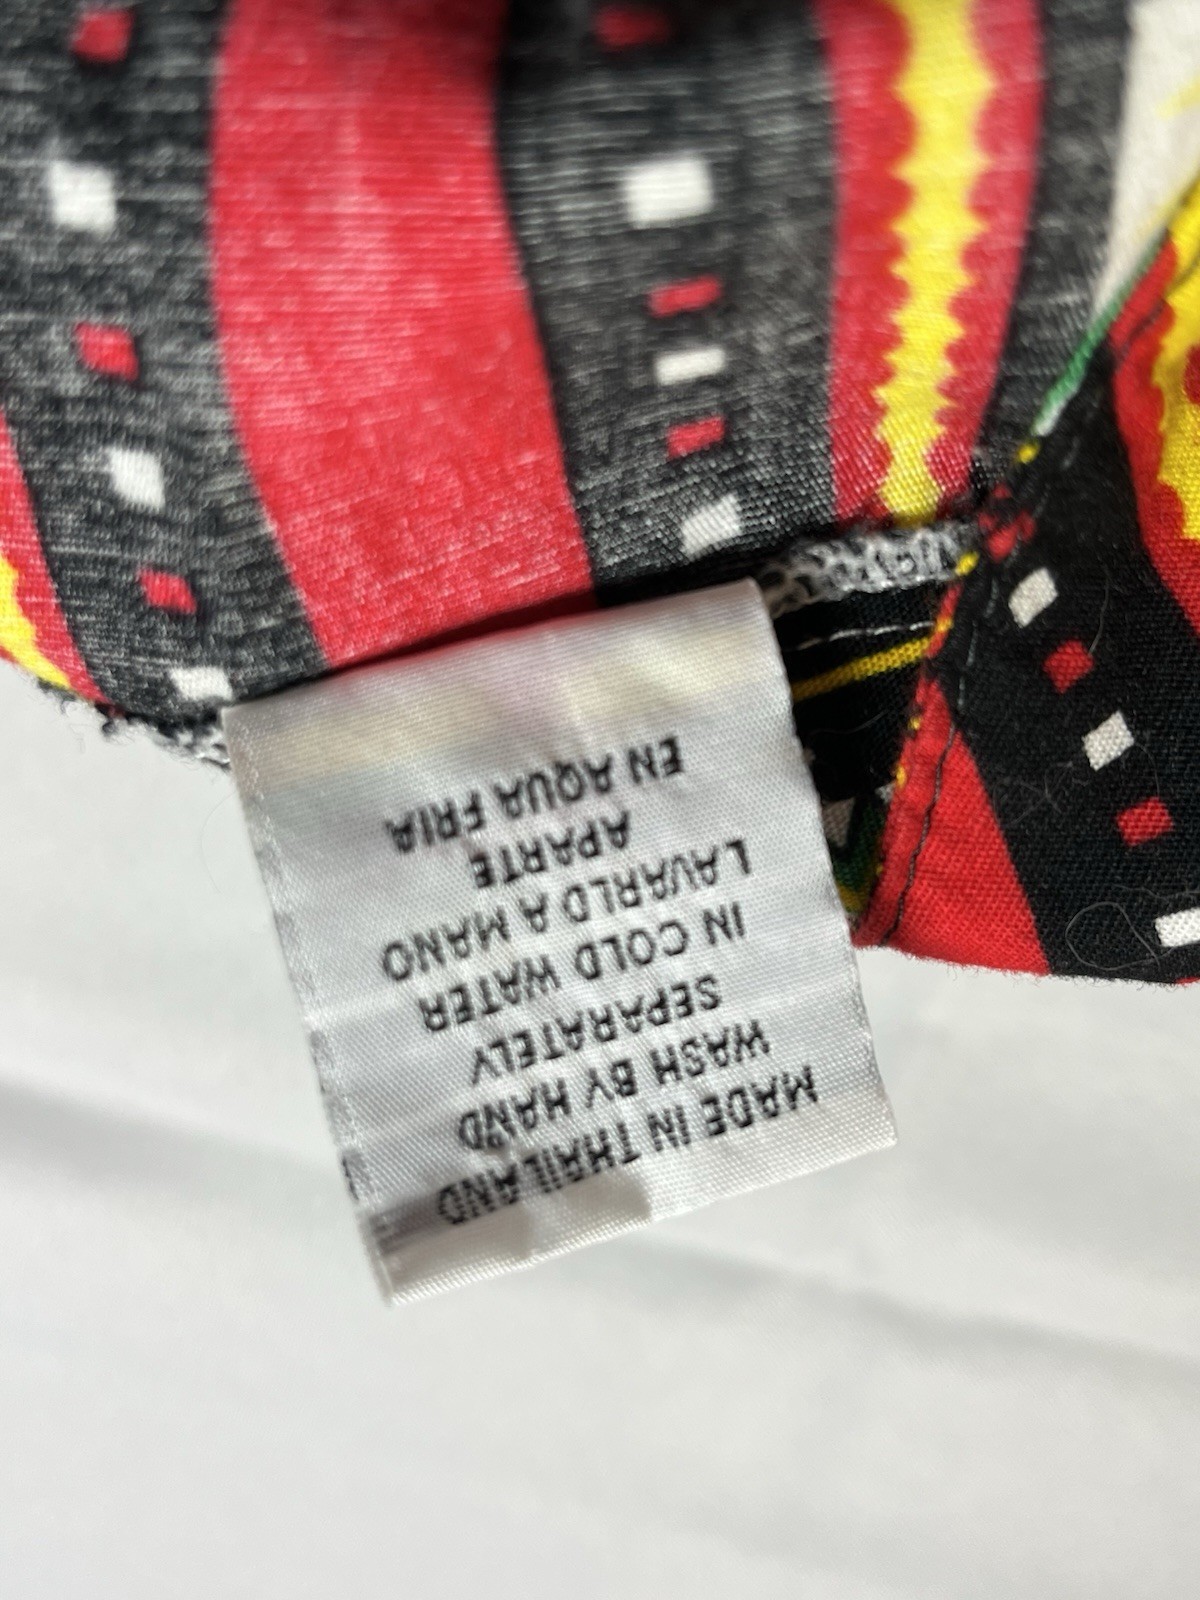 MADE IN THAILAND
WASH BY HAND
SEPARATELY
IN COLD WATER
LAVARLD A MANO
APARTE
EN AQUA FRIA